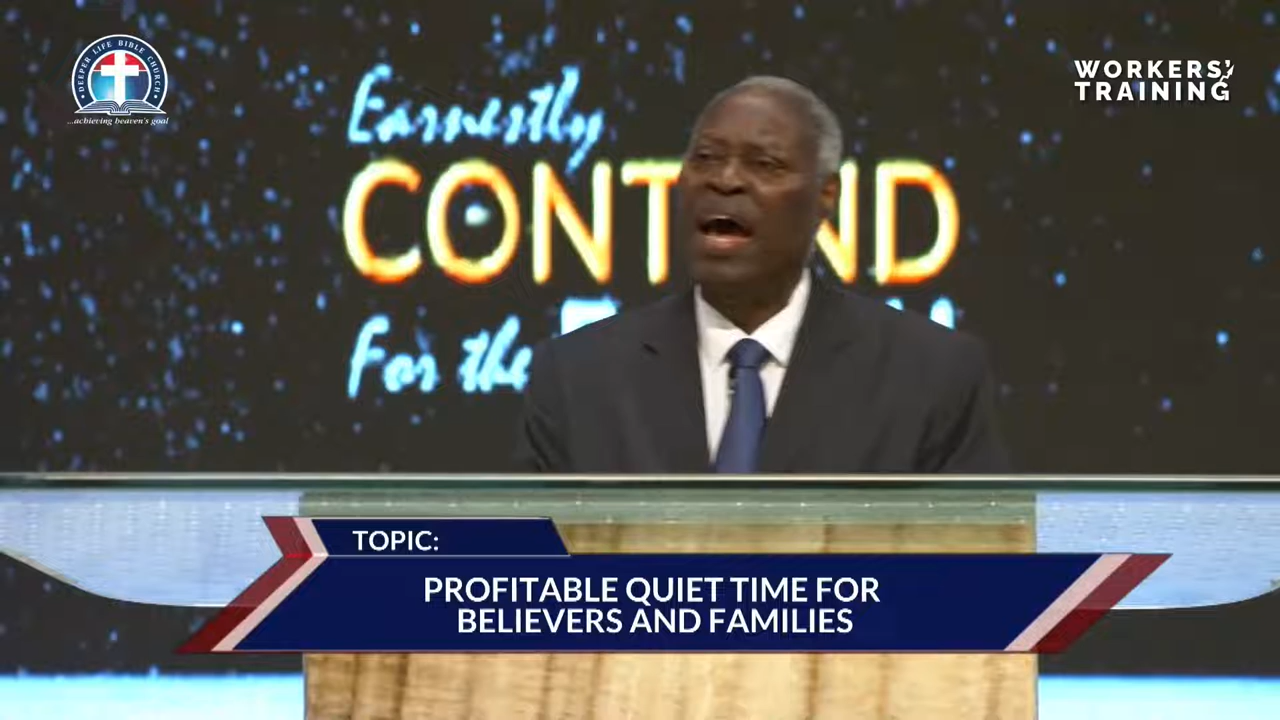 DEEPER LIFE BIBLE CHURCH
...achieving heaven's goal
WORKERS'
TRAINING
Earnestly
CONT ND
For the
TOPIC:
PROFITABLE QUIET TIME FOR
BELIEVERS AND FAMILIES